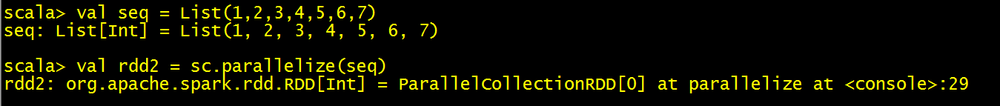 scala> val seq = List(1,2,3,4,5,6,7)
seq: List[Int] = List(1, 2, 3, 4, 5, 6, 7)
scala> val rdd2 = sc.parallelize(seq)
rdd2: org.apache.spark.rdd.RDD[Int] = ParallelCollectionRDD[0] at parallelize at <console>:29